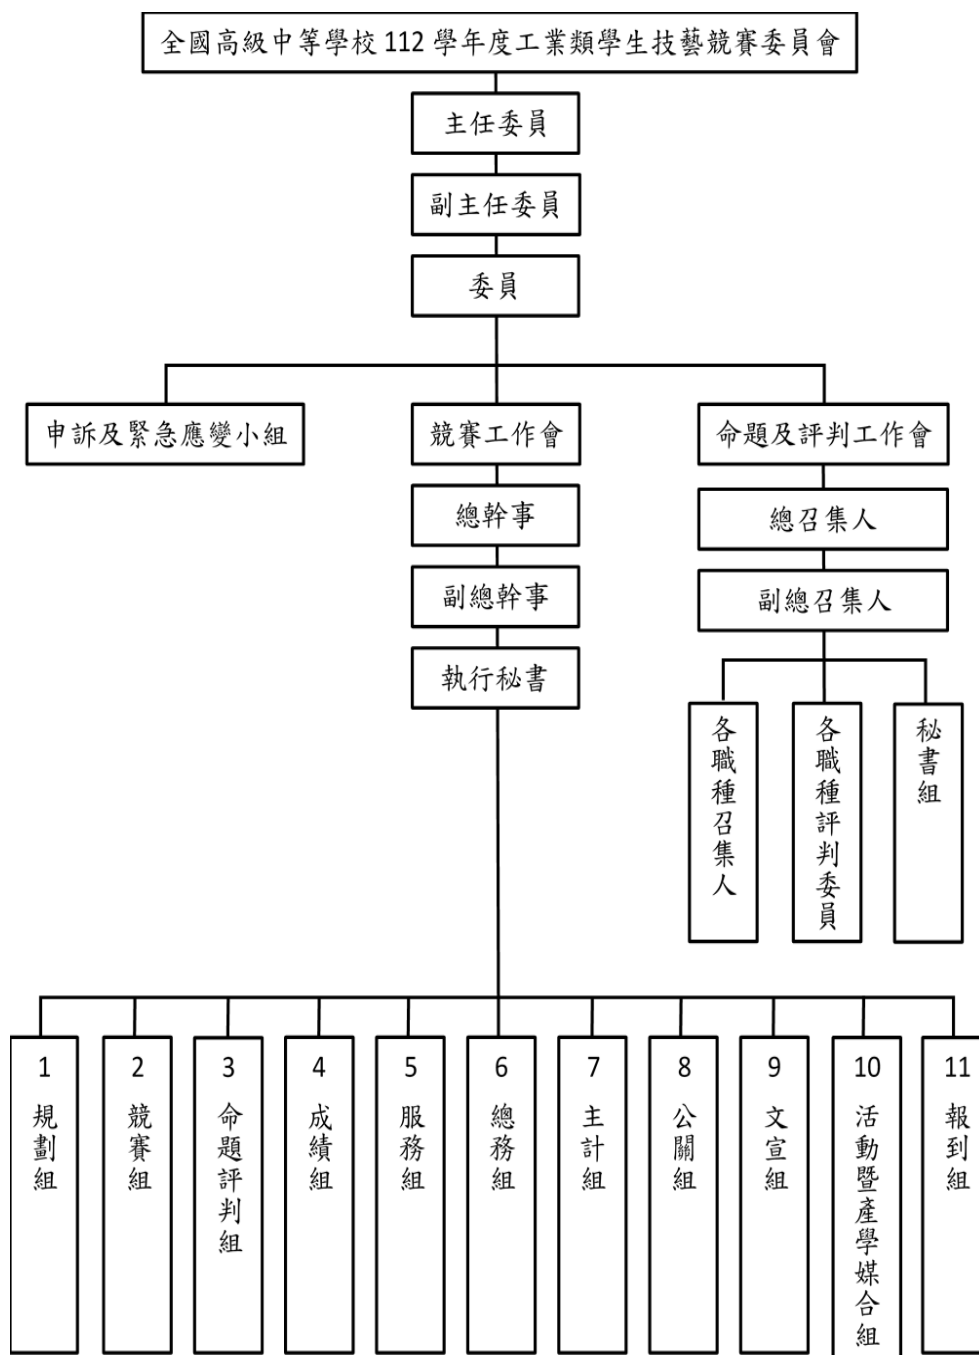 全國高級中等學校 112 學年度工業類學生技藝競賽委員會
主任委員
副主任委員
委員
申訴及緊急應變小組
競賽工作會
命題及評判工作會
總幹事
總召集人
副總幹事
副總召集人
執行秘書
各職種召集人
各職種評判委員
秘書組
1 規劃組
2 競賽組
3 命題評判組
4 成績組
5 服務組
6 總務組
7 主計組
8 公關組
9 文宣組
10 活動暨產學媒合組
11 報到組